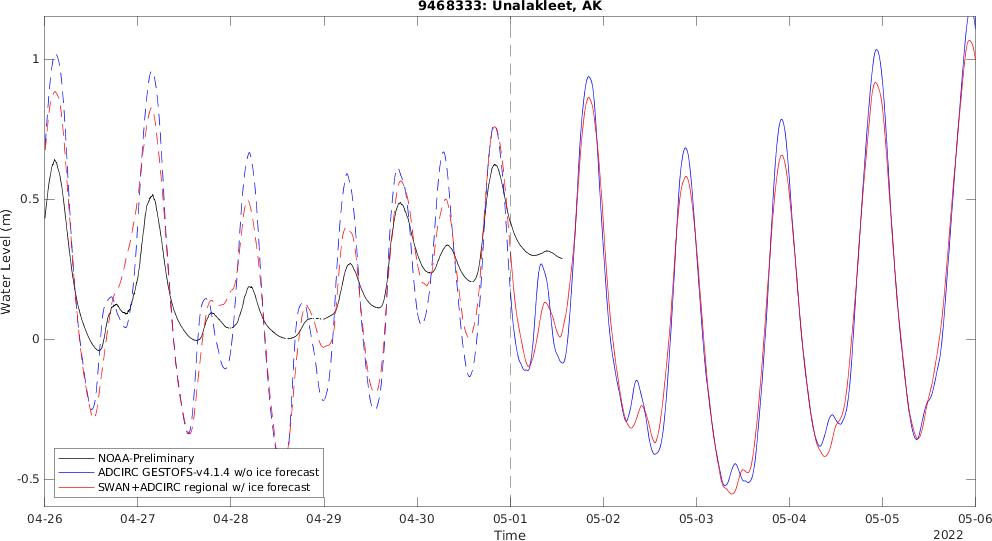 9468333: Unalakleet, AK
Water Level (m)
1
0.5
0
-0.5
NOAA-Preliminary
ADCIRC GESTOFS-v4.1.4 w/o ice forecast
SWAN+ADCIRC regional w/ ice forecast
04-26 04-27 04-28 04-29 04-30 05-01 05-02 05-03 05-04 05-05 05-06
Time
2022